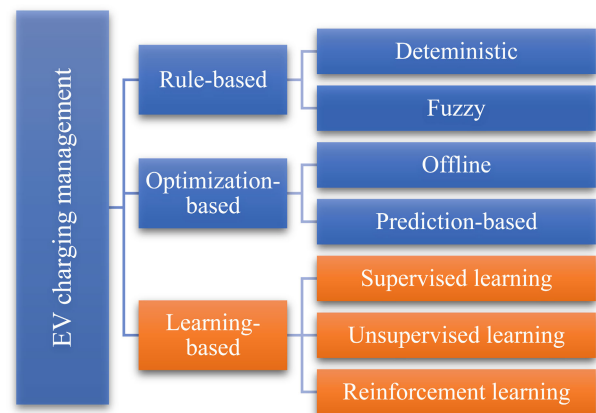 EV charging management
Rule-based
Deteministic
Fuzzy
Optimization-
based
Offline
Prediction-based
Learning-
based
Supervised learning
Unsupervised learning
Reinforcement learning